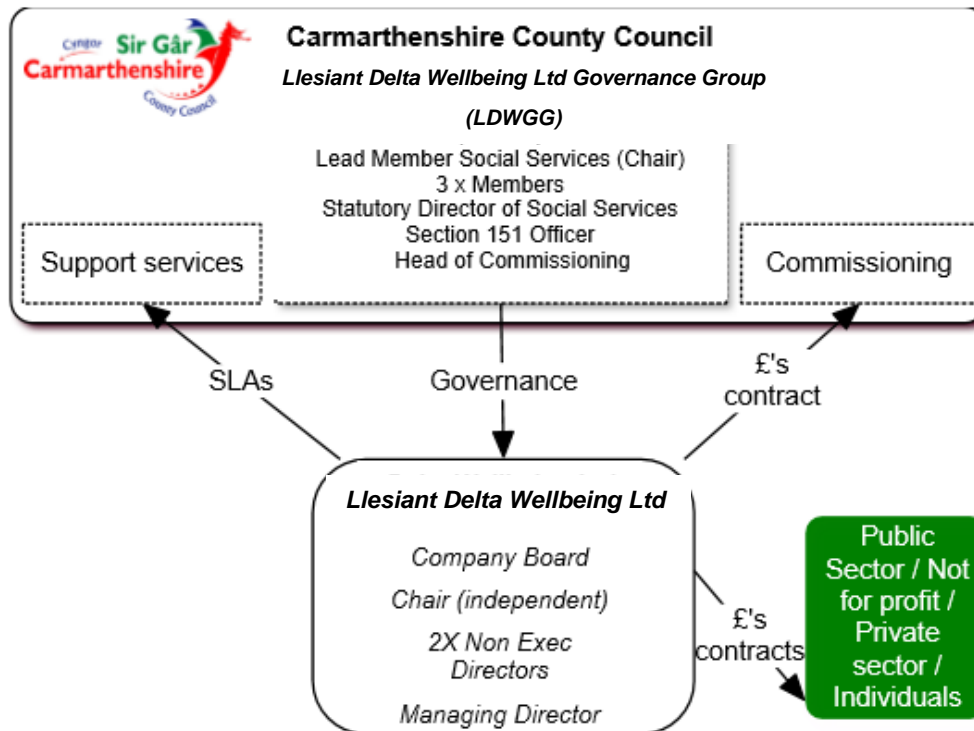 Cyngor Sir Gâr
Carmarthenshire
County Council
Carmarthenshire County Council
Llesiant Delta Wellbeing Ltd Governance Group
(LDWGG)
Lead Member Social Services (Chair)
3 x Members
Statutory Director of Social Services
Section 151 Officer
Head of Commissioning
Support services
Commissioning
SLAs
Governance
£'s
contract
Llesiant Delta Wellbeing Ltd
Company Board
Chair (independent)
2X Non Exec
Directors
Managing Director
£'s
contracts
Public
Sector / Not
for profit /
Private
sector /
Individuals